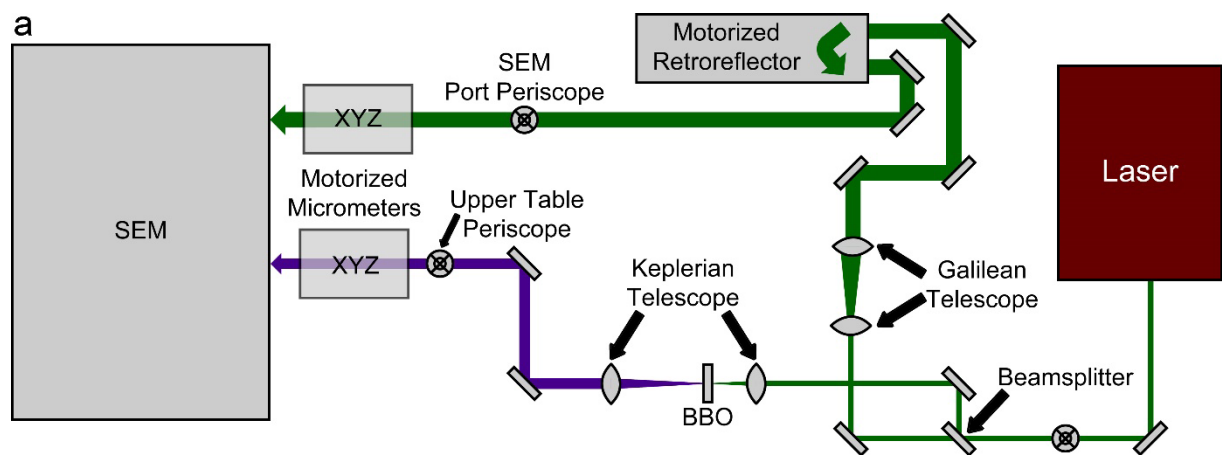 a
Motorized
Retroreflector
SEM
Port Periscope
XYZ
Laser
Motorized
Micrometers
Upper Table
Periscope
SEM
XYZ
Keplerian
Telescope
Galilean
Telescope
Beamsplitter
BBO